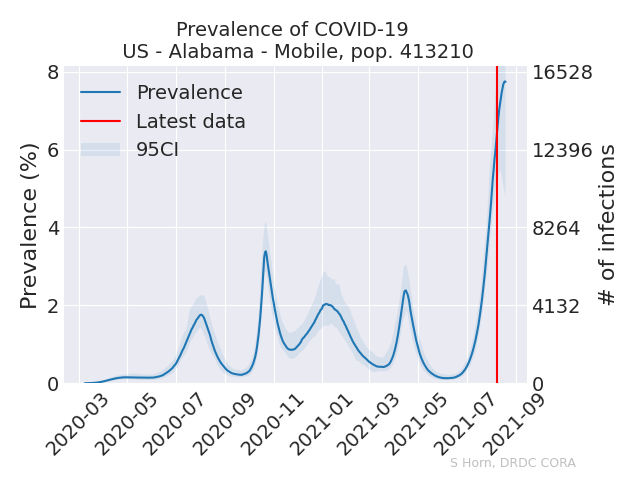 Prevalence of COVID-19
US - Alabama - Mobile, pop. 413210
Prevalence
Latest data
95CI
Prevalence (%)
8
6
4
2
0
16528
12396
8264
4132
0
# of infections
2020-03
2020-05
2020-07
2020-09
2020-11
2021-01
2021-03
2021-05
2021-07
2021-09
S Horn, DRDC CORA